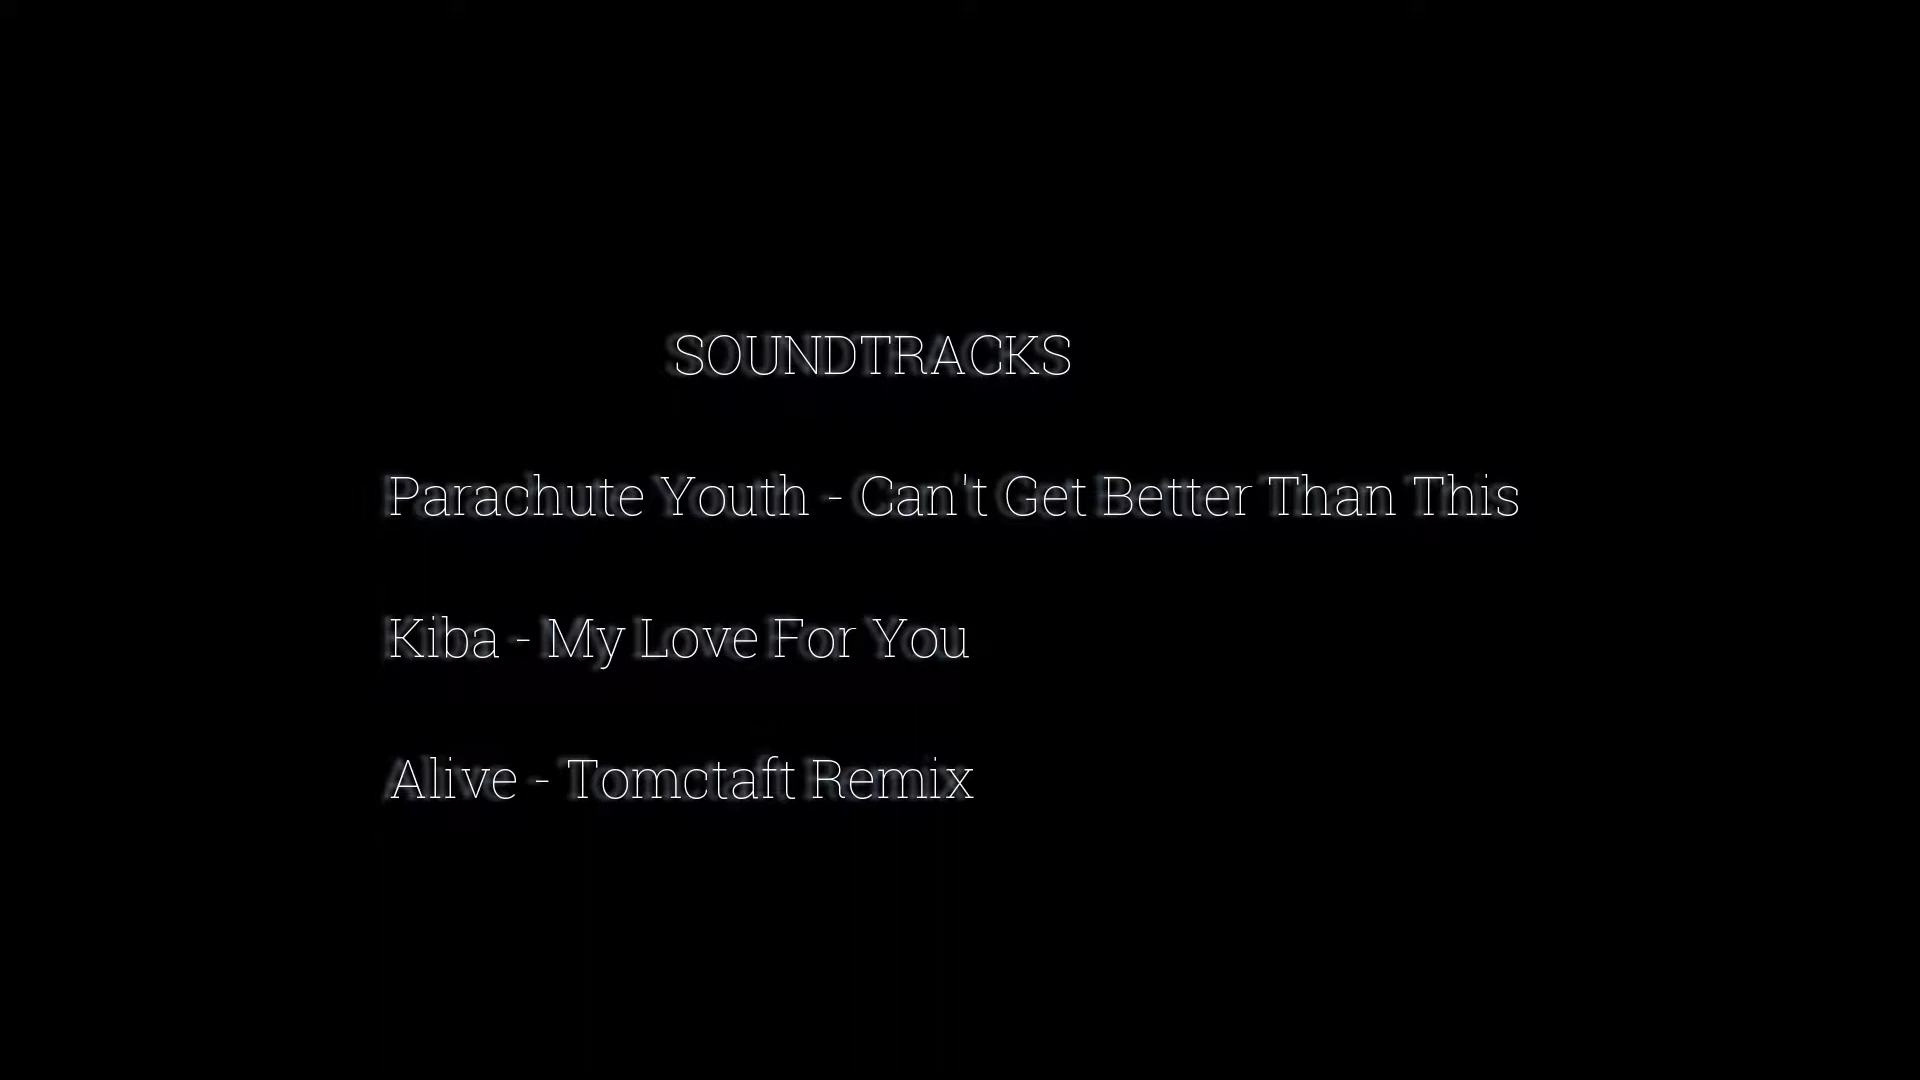 SOUNDTRACKS
Parachute Youth - Can't Get Better Than This
Kiba - My Love For You
Alive - Tomctaft Remix